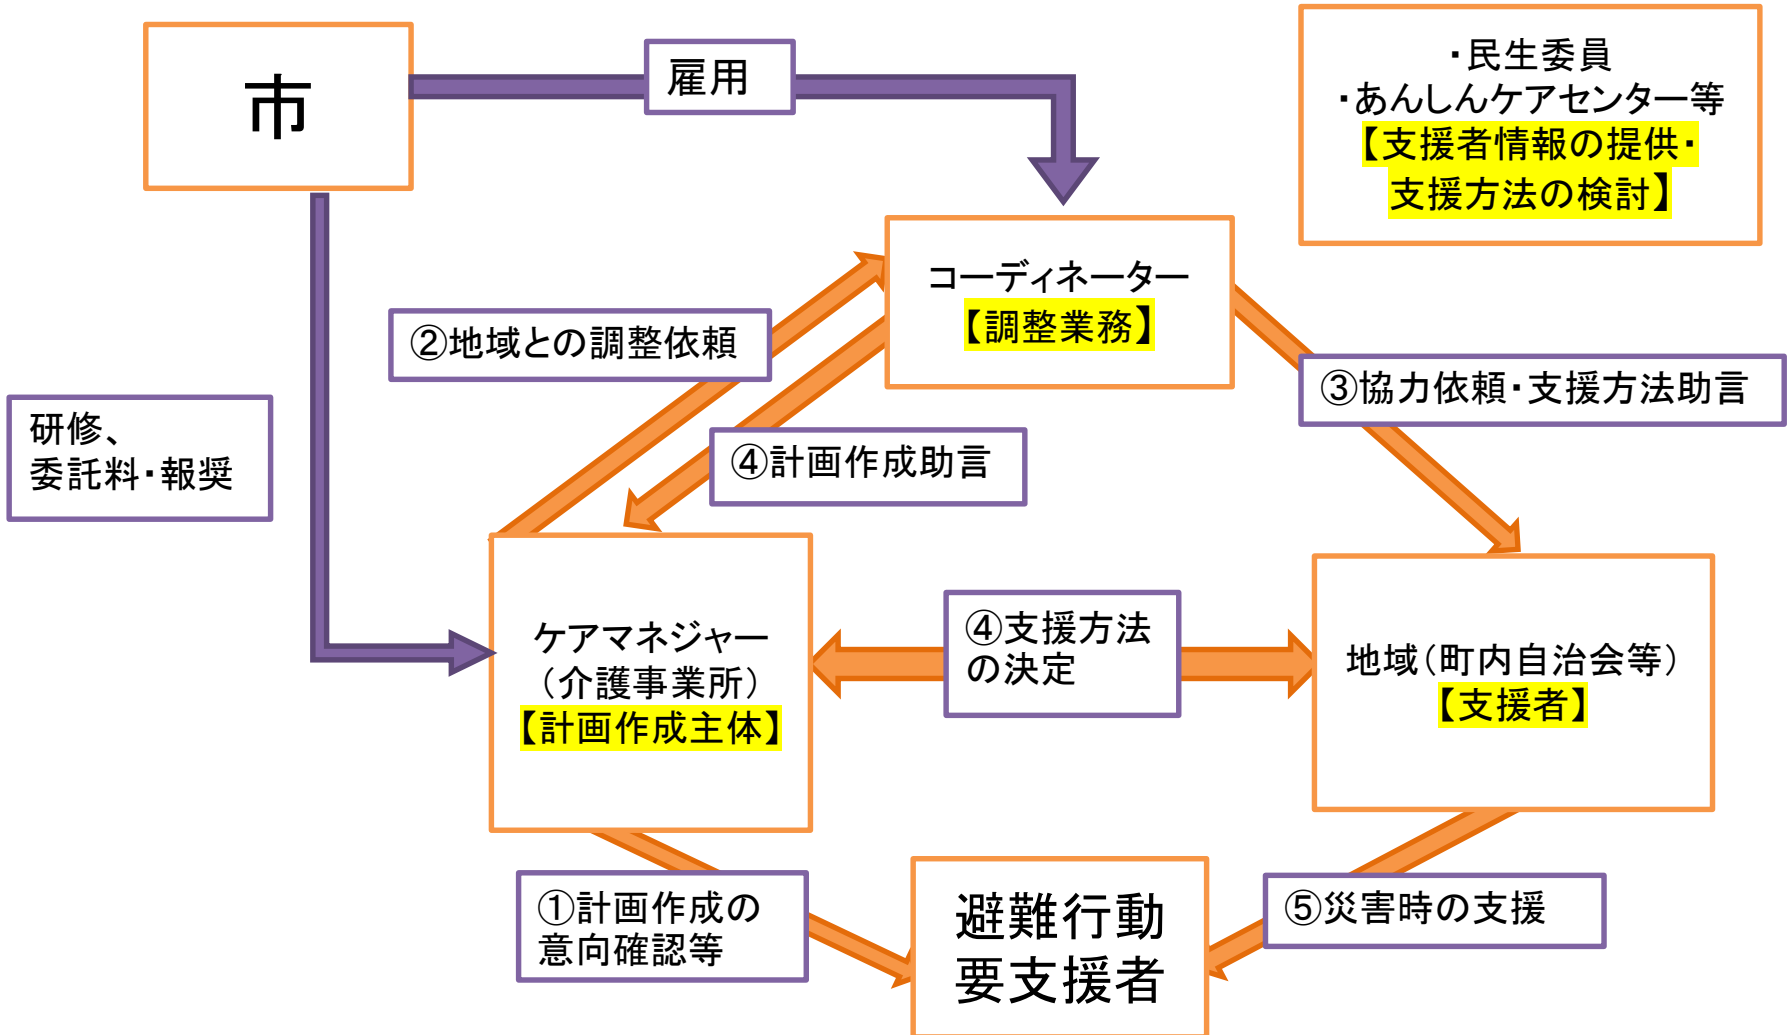 市
雇用
・民生委員
・あんしんケアセンター等
【支援者情報の提供・
支援方法の検討】
コーディネーター
【調整業務】
②地域との調整依頼
③協力依頼・支援方法助言
研修、
委託料・報奨
④計画作成助言
ケアマネジャー
（介護事業所）
【計画作成主体】
④支援方法
の決定
地域（町内自治会等）
【支援者】
①計画作成の
意向確認等
避難行動
要支援者
⑤災害時の支援